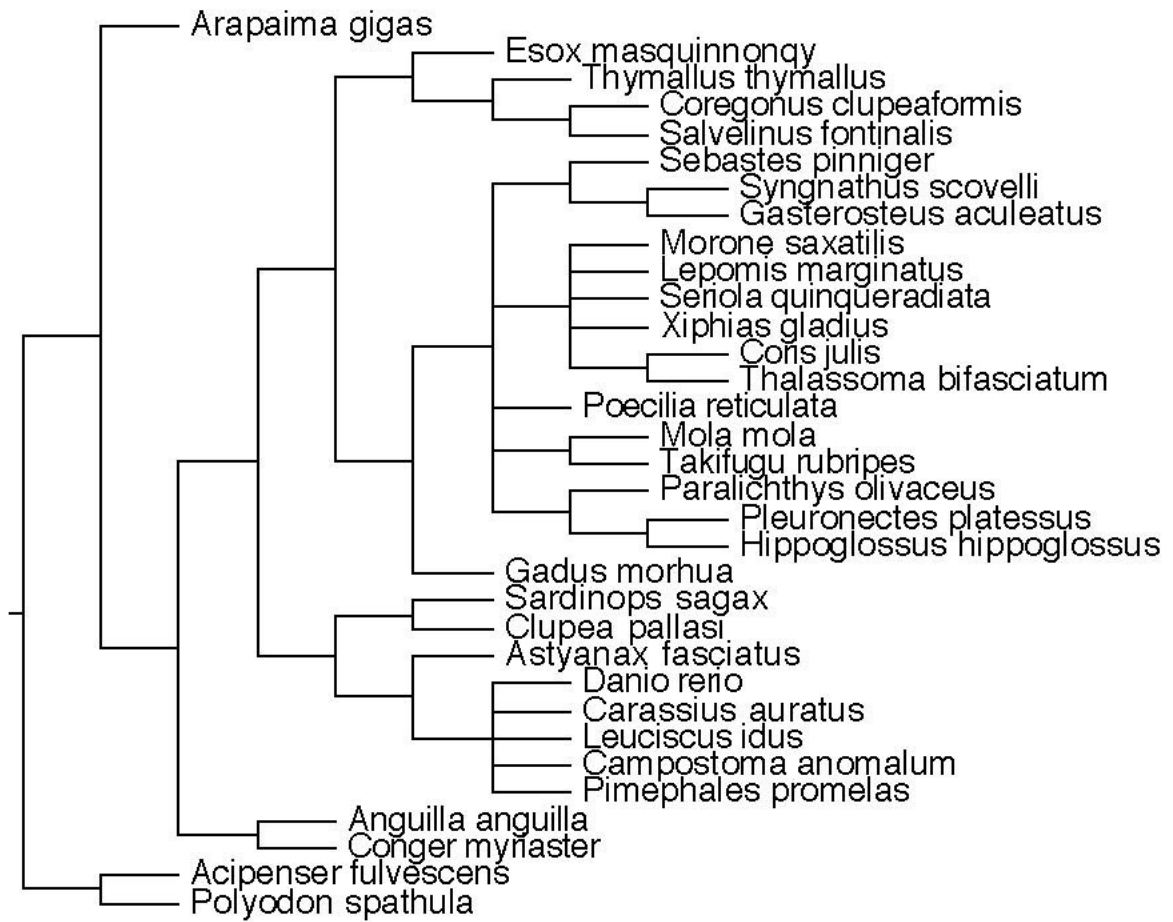 Arapaima gigas
Esox masquinnonqy
Thymallus thymallus
Coregonus clupeaformis
Salvelinus fontinalis
Sebastes pinniger
Syngnathus scovelli
Gasterosteus aculeatus
Morone saxatilis
Lepomis marginatus
Seriola quinqueradiata
Xiphias gladius
Coris julis
Thalassoma bifasciatum
Poecilia reticulata
Mola mola
Takifugu rubripes
Paralichthys olivaceus
Pleuronectes platessus
Hippoglossus hippoglossus
Gadus morhua
Sardinops sagax
Clupea pallasi
Astyanax fasciatus
Danio rerio
Carassius auratus
Leuciscus idus
Campostoma anomalum
Pimephales promelas
Anguilla anguilla
Conger myriaster
Acipenser fulvescens
Polyodon spathula